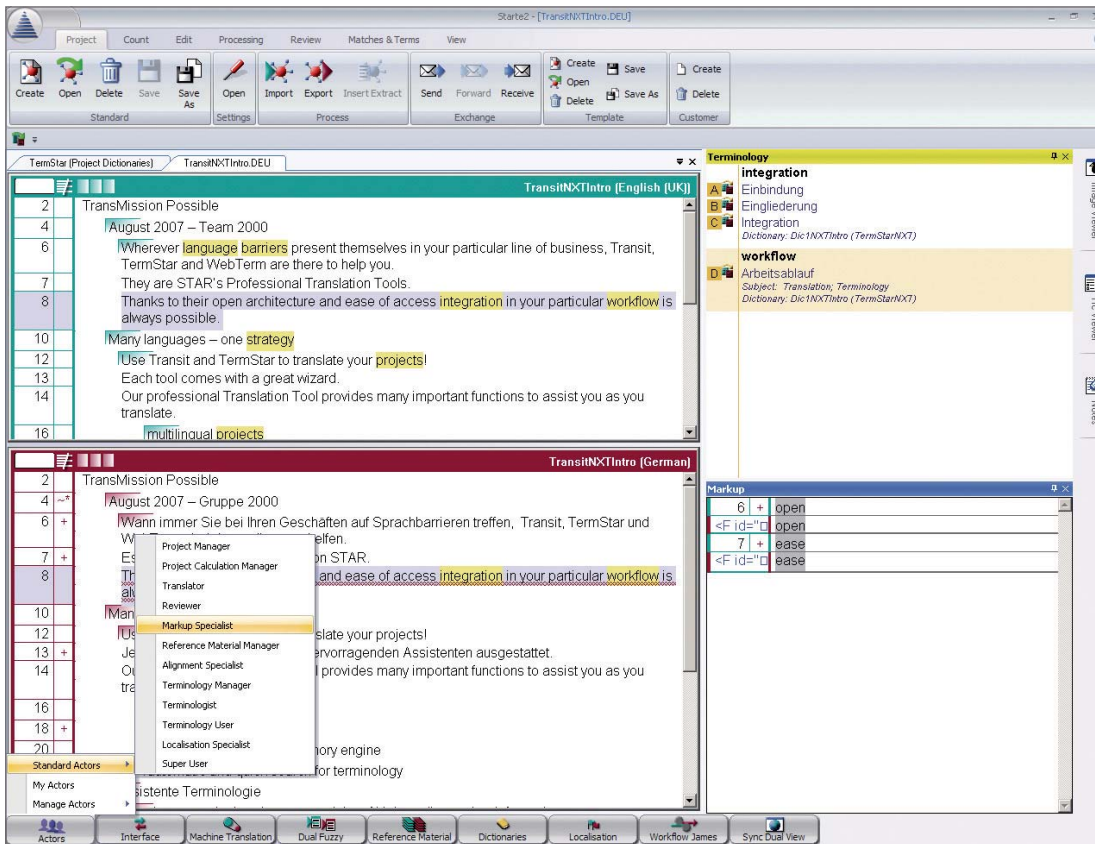 Starte2 - [TransitNXTIntro.DEU]
Project Count Edit Processing Review Matches & Terms View
Create Open Delete Save Save As
Open
Import Export Insert Extract
Send Forward Receive
Create Save
Open
Delete Save As
Create
Delete
Standard Settings Process Exchange Template Customer
TermStar (Project Dictionaries) TransitNXTIntro.DEU
TransitNXTIntro (English (UK))
2 TransMission Possible
4 August 2007 – Team 2000
6 Wherever language barriers present themselves in your particular line of business, Transit,
TermStar and WebTerm are there to help you.
7 They are STAR's Professional Translation Tools.
8 Thanks to their open architecture and ease of access integration in your particular workflow is
always possible.
10 Many languages – one strategy
12 Use Transit and TermStar to translate your projects!
13 Each tool comes with a great wizard.
14 Our professional Translation Tool provides many important functions to assist you as you
translate.
16 multilingual projects
Terminology
integration
A Einbindung
B Eingliederung
C Integration
Dictionary: Dic1NXTIntro (TermStarNXT)
workflow
D Arbeitsablauf
Subject: Translation; Terminology
Dictionary: Dic1NXTIntro (TermStarNXT)
TransitNXTIntro (German)
2 TransMission Possible
4 ~* August 2007 – Gruppe 2000
6 + Wann immer Sie bei Ihren Geschäften auf Sprachbarrieren treffen, Transit, TermStar und
elfen.
7 + Es on STAR.
8 Th and ease of access integration in your particular workflow is
alw
10 Man
12 Us slate your projects!
13 + Je ervorragenden Assistenten ausgestattet.
14 Ou l provides many important functions to assist you as you
tra
16
18 +
20 nory engine
for terminology
sistente Terminologie
Project Manager
Project Calculation Manager
Translator
Reviewer
Markup Specialist
Reference Material Manager
Alignment Specialist
Terminology Manager
Terminologist
Terminology User
Localisation Specialist
Super User
Standard Actors
My Actors
Manage Actors
Markup
6 + open
<F id="□ open
7 + ease
<F id="□ ease
Actors Interface Machine Translation Dual Fuzzy Reference Material Dictionaries Localisation Workflow James Sync Dual View